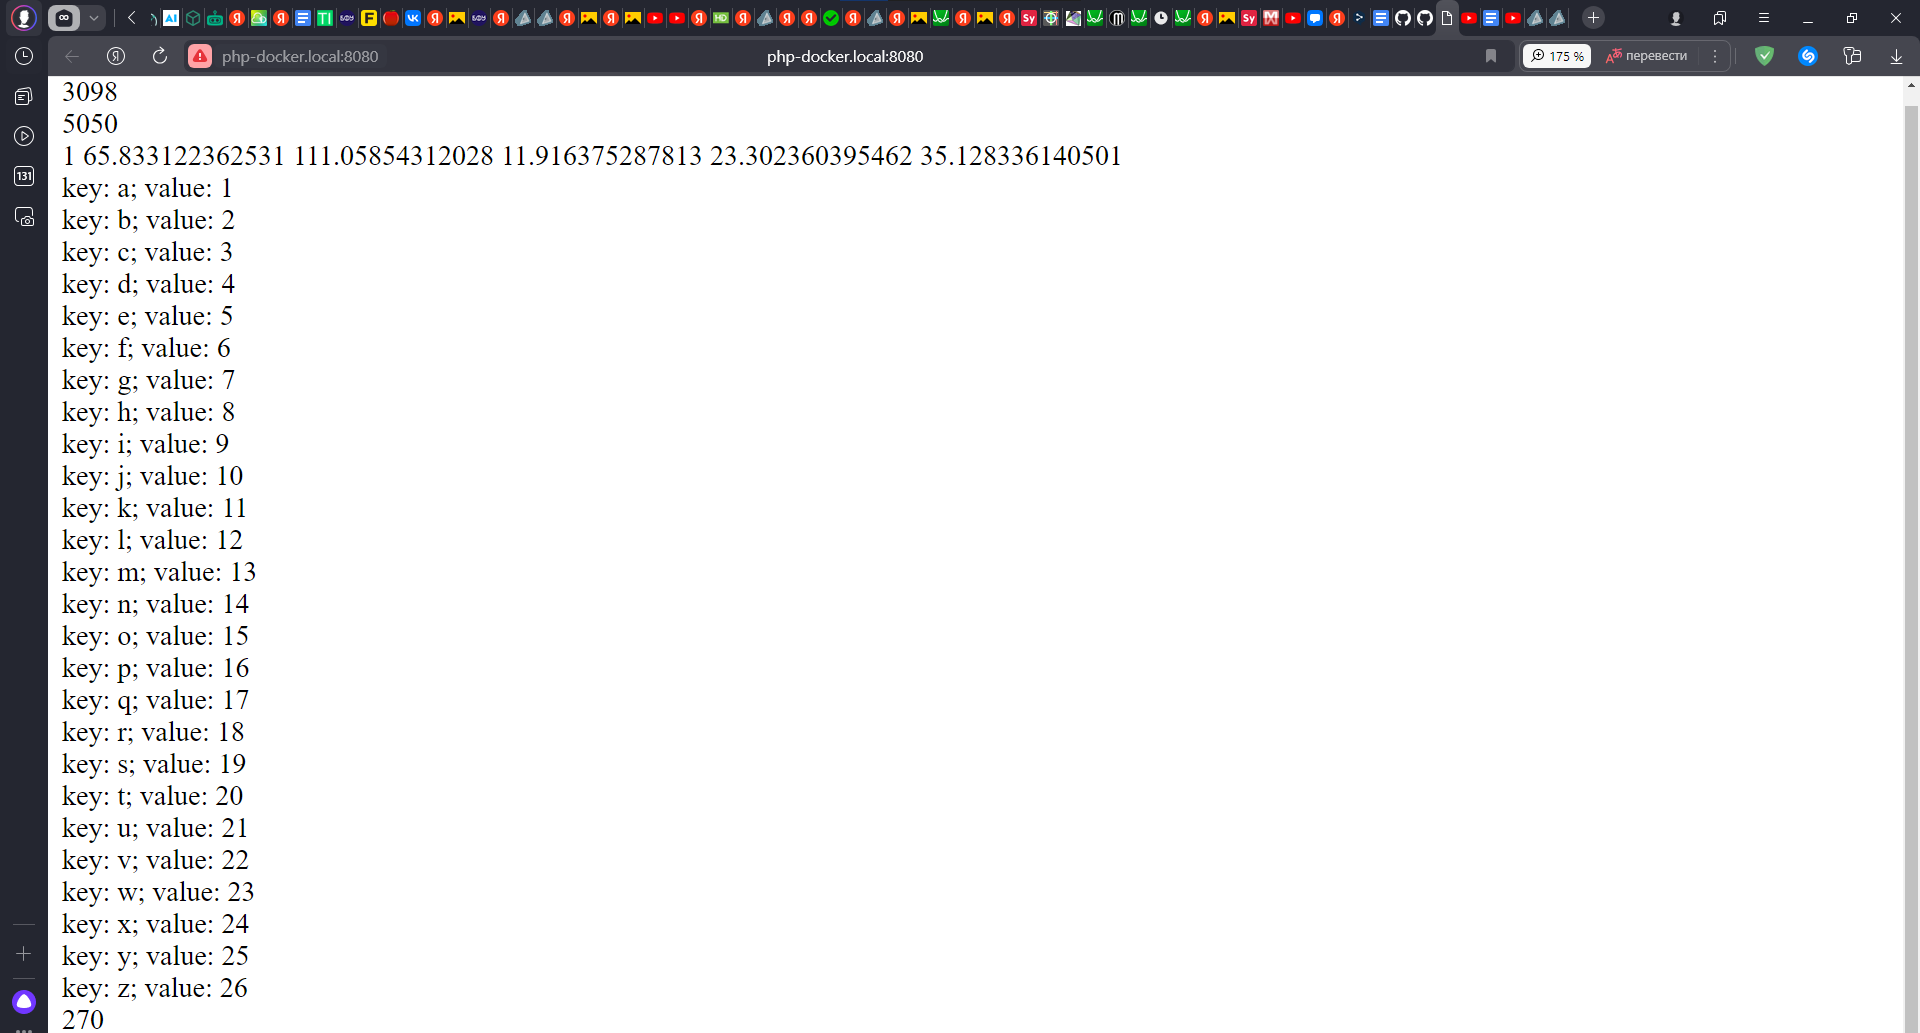 php-docker.local:8080
php-docker.local:8080
175 %
перевести
131
3098
5050
1 65.833122362531 111.05854312028 11.916375287813 23.302360395462 35.128336140501
key: a; value: 1
key: b; value: 2
key: c; value: 3
key: d; value: 4
key: e; value: 5
key: f; value: 6
key: g; value: 7
key: h; value: 8
key: i; value: 9
key: j; value: 10
key: k; value: 11
key: l; value: 12
key: m; value: 13
key: n; value: 14
key: o; value: 15
key: p; value: 16
key: q; value: 17
key: r; value: 18
key: s; value: 19
key: t; value: 20
key: u; value: 21
key: v; value: 22
key: w; value: 23
key: x; value: 24
key: y; value: 25
key: z; value: 26
270